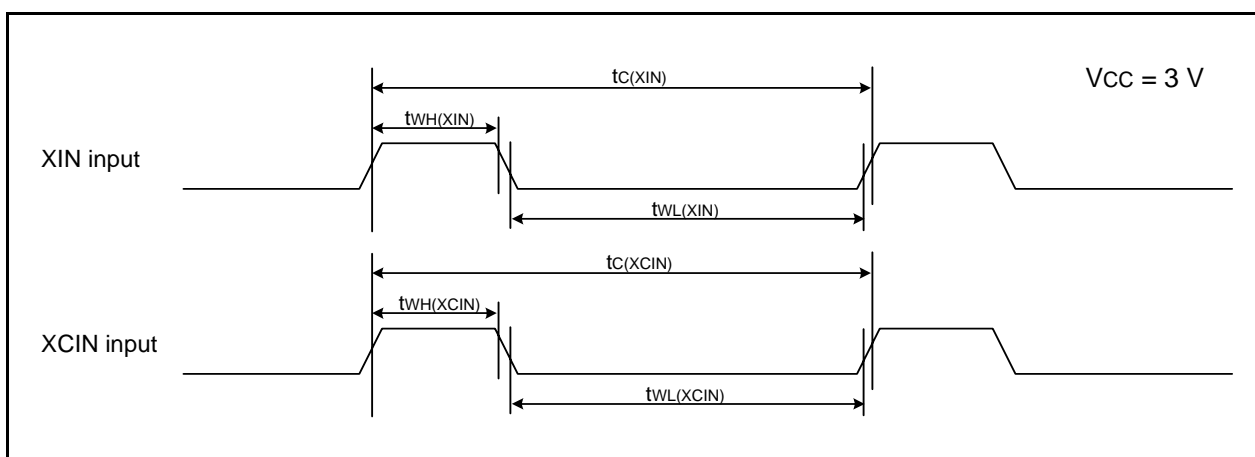 tC(XIN)
VCC = 3 V
tWH(XIN)
XIN input
tWL(XIN)
tC(XCIN)
tWH(XCIN)
XCIN input
tWL(XCIN)